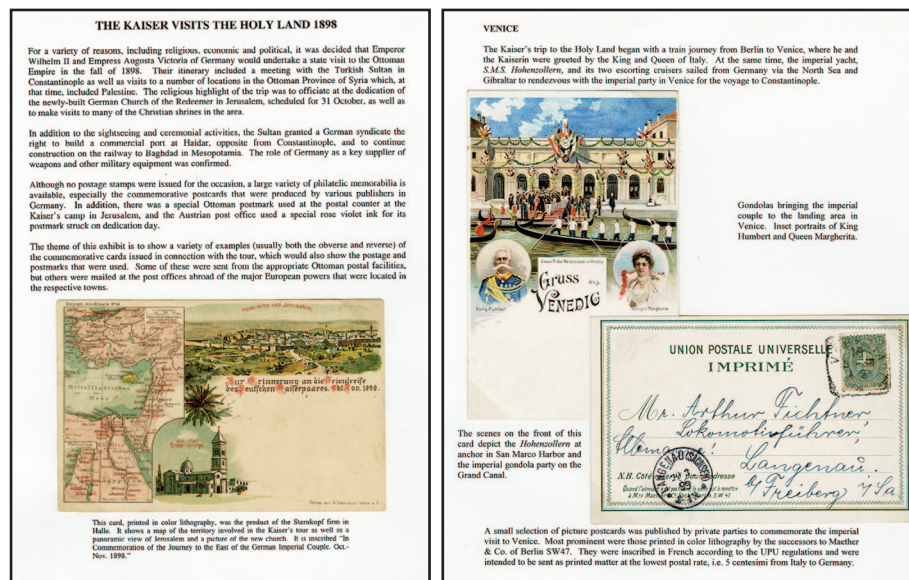 THE KAISER VISITS THE HOLY LAND 1898
For a variety of reasons, including religious, economic and political, it was decided that Emperor
Wilhelm II and Empress Augusta Victoria of Germany would undertake a state visit to the Ottoman
Empire in the fall of 1898. Their itinerary included a meeting with the Turkish Sultan in
Constantinople as well as visits to a number of locations in the Ottoman Province of Syria which, at
that time, included Palestine. The religious highlight of the trip was to officiate at the dedication of
the newly-built German Church of the Redeemer in Jerusalem, scheduled for 31 October, as well as
to make visits to many of the Christian shrines in the area.
In addition to the sightseeing and ceremonial activities, the Sultan granted a German syndicate the
right to build a commercial port at Haidar, opposite from Constantinople, and to continue
construction on the railway to Baghdad in Mesopotamia. The role of Germany as a key supplier of
weapons and other military equipment was confirmed.
Although no postage stamps were issued for the occasion, a large variety of philatelic memorabilia is
available, especially the commemorative postcards that were produced by various publishers in
Germany. In addition, there was a special Ottoman postmark used at the postal counter at the
Kaiser's camp in Jerusalem, and the Austrian post office used a special rose violet ink for its
postmark struck on dedication day.
The theme of this exhibit is to show a variety of examples (usually both the obverse and reverse) of
the commemorative cards issued in connection with the tour, which would also show the postage and
postmarks that were used. Some of these were sent from the appropriate Ottoman postal facilities,
but others were mailed at the post offices abroad of the major European powers that were located in
the respective towns.
Zur Erinnerung an die Orientreise
des Deutschen Kaiserpaares. Okt. Nov. 1898.
Mittelländisches
Meer
This card, printed in color lithography, was the product of the Sternkopf firm in
Halle. It shows a map of the territory involved in the Kaiser's tour as well as a
panoramic view of Jerusalem and a picture of the new church. It is inscribed "In
Commemoration of the Journey to the East of the German Imperial Couple. Oct.-
Nov. 1898."
VENICE
The Kaiser's trip to the Holy Land began with a train journey from Berlin to Venice, where he and
the Kaiserin were greeted by the King and Queen of Italy. At the same time, the imperial yacht,
S.M.S. Hohenzollern, and its two escorting cruisers sailed from Germany via the North Sea and
Gibraltar to rendezvous with the imperial party in Venice for the voyage to Constantinople.
Gondolas bringing the imperial
couple to the landing area in
Venice. Inset portraits of King
Humbert and Queen Margherita.
Gruss aus
VENEDIG
König Humbert
Königin Margherita
UNION POSTALE UNIVERSELLE
IMPRIMÉ
Mr. Arthur Fichtner
Lokomotivführer
Allemagne
Langenau
b/Freiberg i/Sa
N.B. Côté
LANGENAU (SACHSEN)
The scenes on the front of this
card depict the Hohenzollern at
anchor in San Marco Harbor and
the imperial gondola party on the
Grand Canal.
A small selection of picture postcards was published by private parties to commemorate the imperial
visit to Venice. Most prominent were those printed in color lithography by the successors to Maether
& Co. of Berlin SW47. They were inscribed in French according to the UPU regulations and were
intended to be sent as printed matter at the lowest postal rate, i.e. 5 centesimi from Italy to Germany.